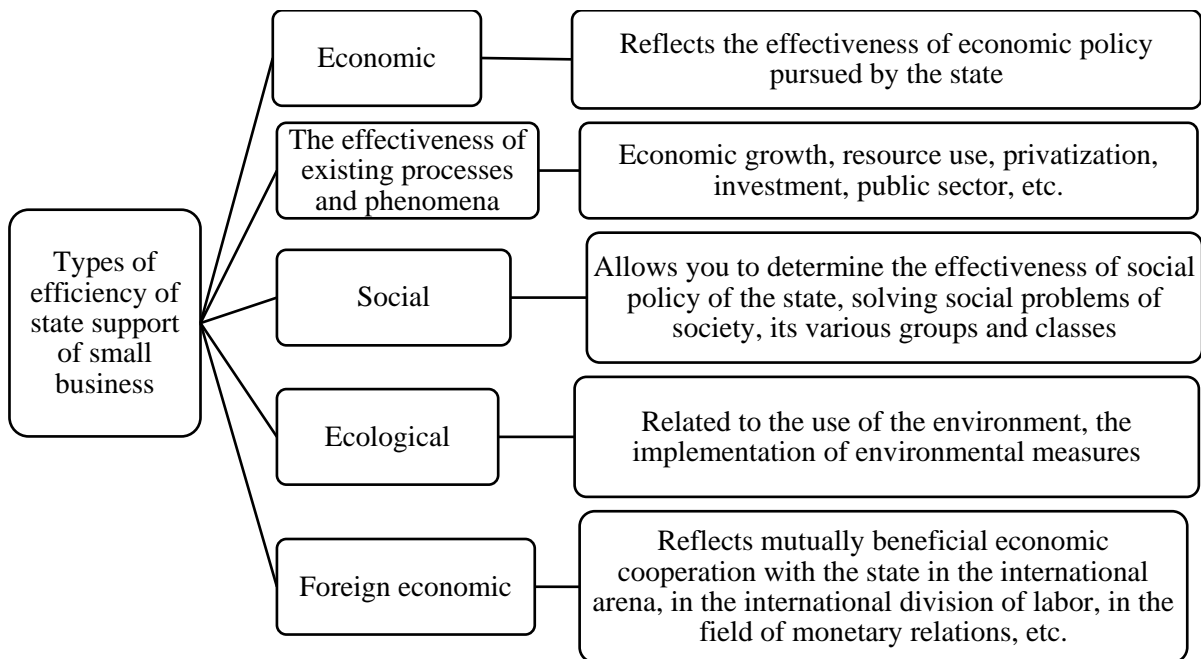 Types of
efficiency of
state support
of small
business
Economic
Reflects the effectiveness of economic policy
pursued by the state
The effectiveness of
existing processes
and phenomena
Economic growth, resource use, privatization,
investment, public sector, etc.
Social
Allows you to determine the effectiveness of social
policy of the state, solving social problems of
society, its various groups and classes
Ecological
Related to the use of the environment, the
implementation of environmental measures
Foreign economic
Reflects mutually beneficial economic
cooperation with the state in the international
arena, in the international division of labor, in the
field of monetary relations, etc.